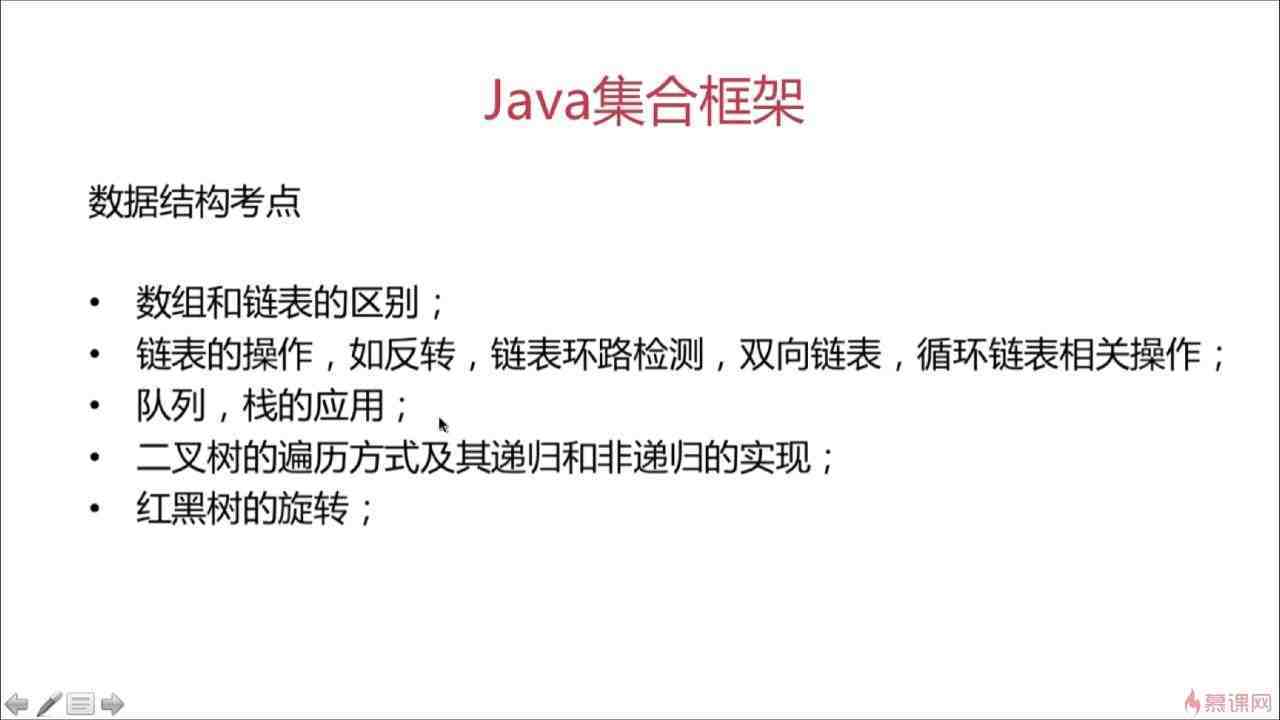 Java集合框架
数据结构考点
• 数组和链表的区别；
• 链表的操作，如反转，链表环路检测，双向链表，循环链表相关操作；
• 队列，栈的应用；
• 二叉树的遍历方式及其递归和非递归的实现；
• 红黑树的旋转；
慕课网